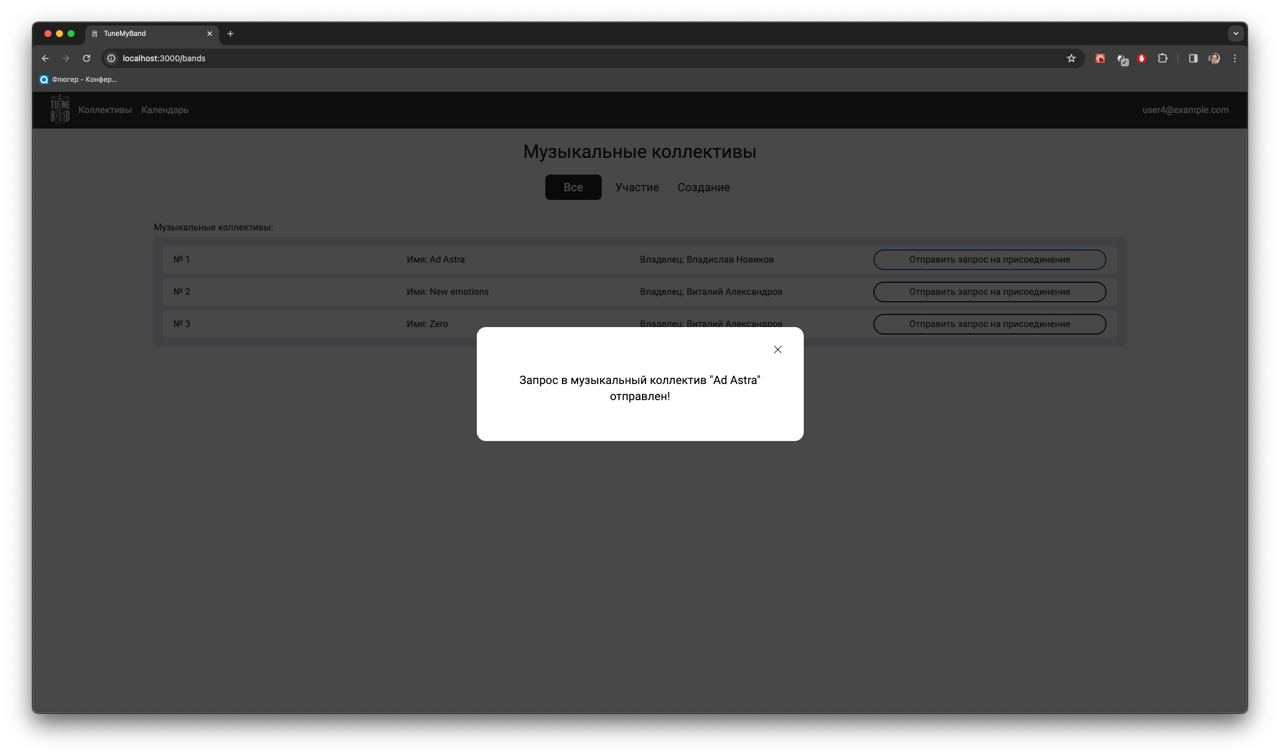 TuneMyBand
localhost:3000/bands
Флюгер - Конфер...
TUNE
BAND
Коллективы Календарь
user4@example.com
Музыкальные коллективы
Все Участие Создание
Музыкальные коллективы:
№ 1 Имя: Ad Astra Владелец: Владислав Новиков Отправить запрос на присоединение
№ 2 Имя: New emotions Владелец: Виталий Александров Отправить запрос на присоединение
№ 3 Имя: Zero Владелец: Виталий Александров Отправить запрос на присоединение
Запрос в музыкальный коллектив "Ad Astra"
отправлен!